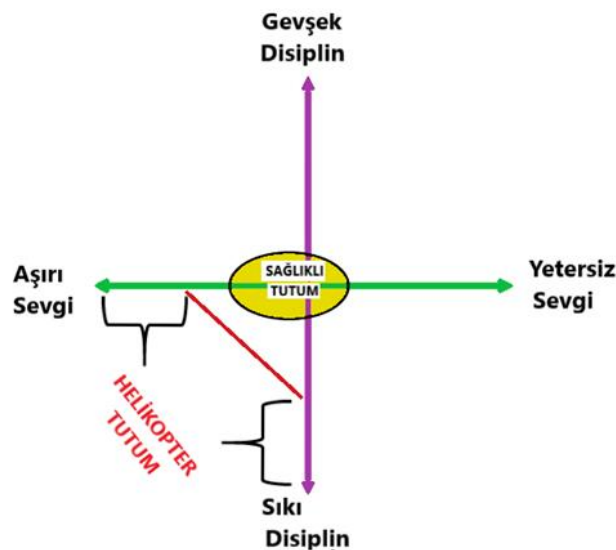 Gevşek
Disiplin
Aşırı
Sevgi
SAĞLIKLI
TUTUM
Yetersiz
Sevgi
HELİKOPTER
TUTUM
Sıkı
Disiplin